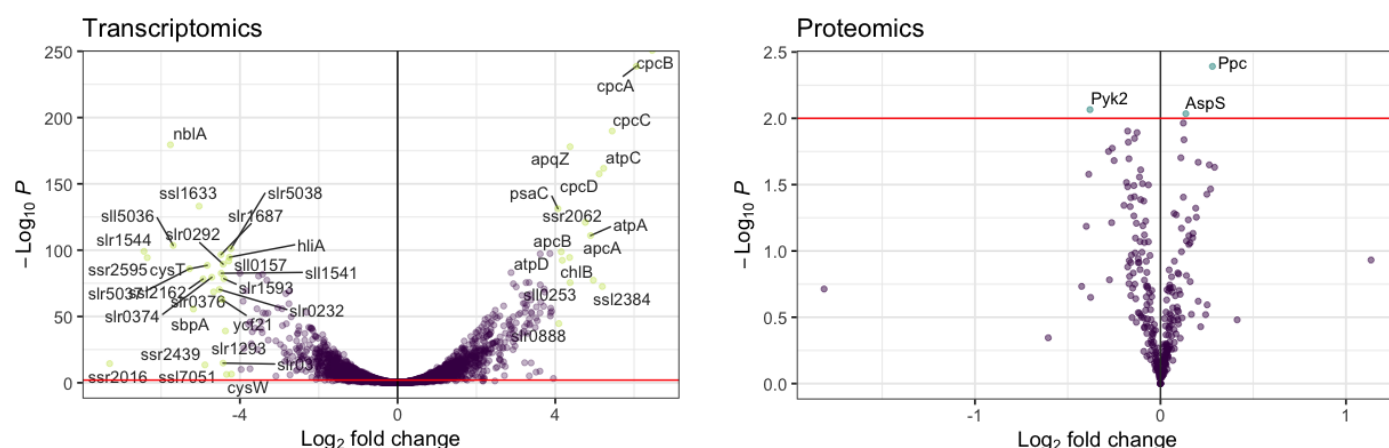 Transcriptomics
Proteomics
250
200
150
100
50
0
− Log10 P
-4
0
4
Log2 fold change
cpcB
cpcA
cpcC
nblA
apqZ
atpC
ssl1633
slr5038
psaC
cpcD
sll5036
slr1687
ssr2062
atpA
slr1544
slr0292
hliA
apcB
apcA
ssr2595
cysT
sll0157
sll1541
atpD
chlB
slr5037
ssl2162
slr0376
slr1593
sll0253
ssl2384
slr0374
slr0232
sbpA
ycf21
slr0888
ssr2439
slr1293
slr03
ssr2016
ssl7051
cysW
2.5
2.0
1.5
1.0
0.5
0.0
− Log10 P
Ppc
Pyk2
AspS
-1
0
1
Log2 fold change